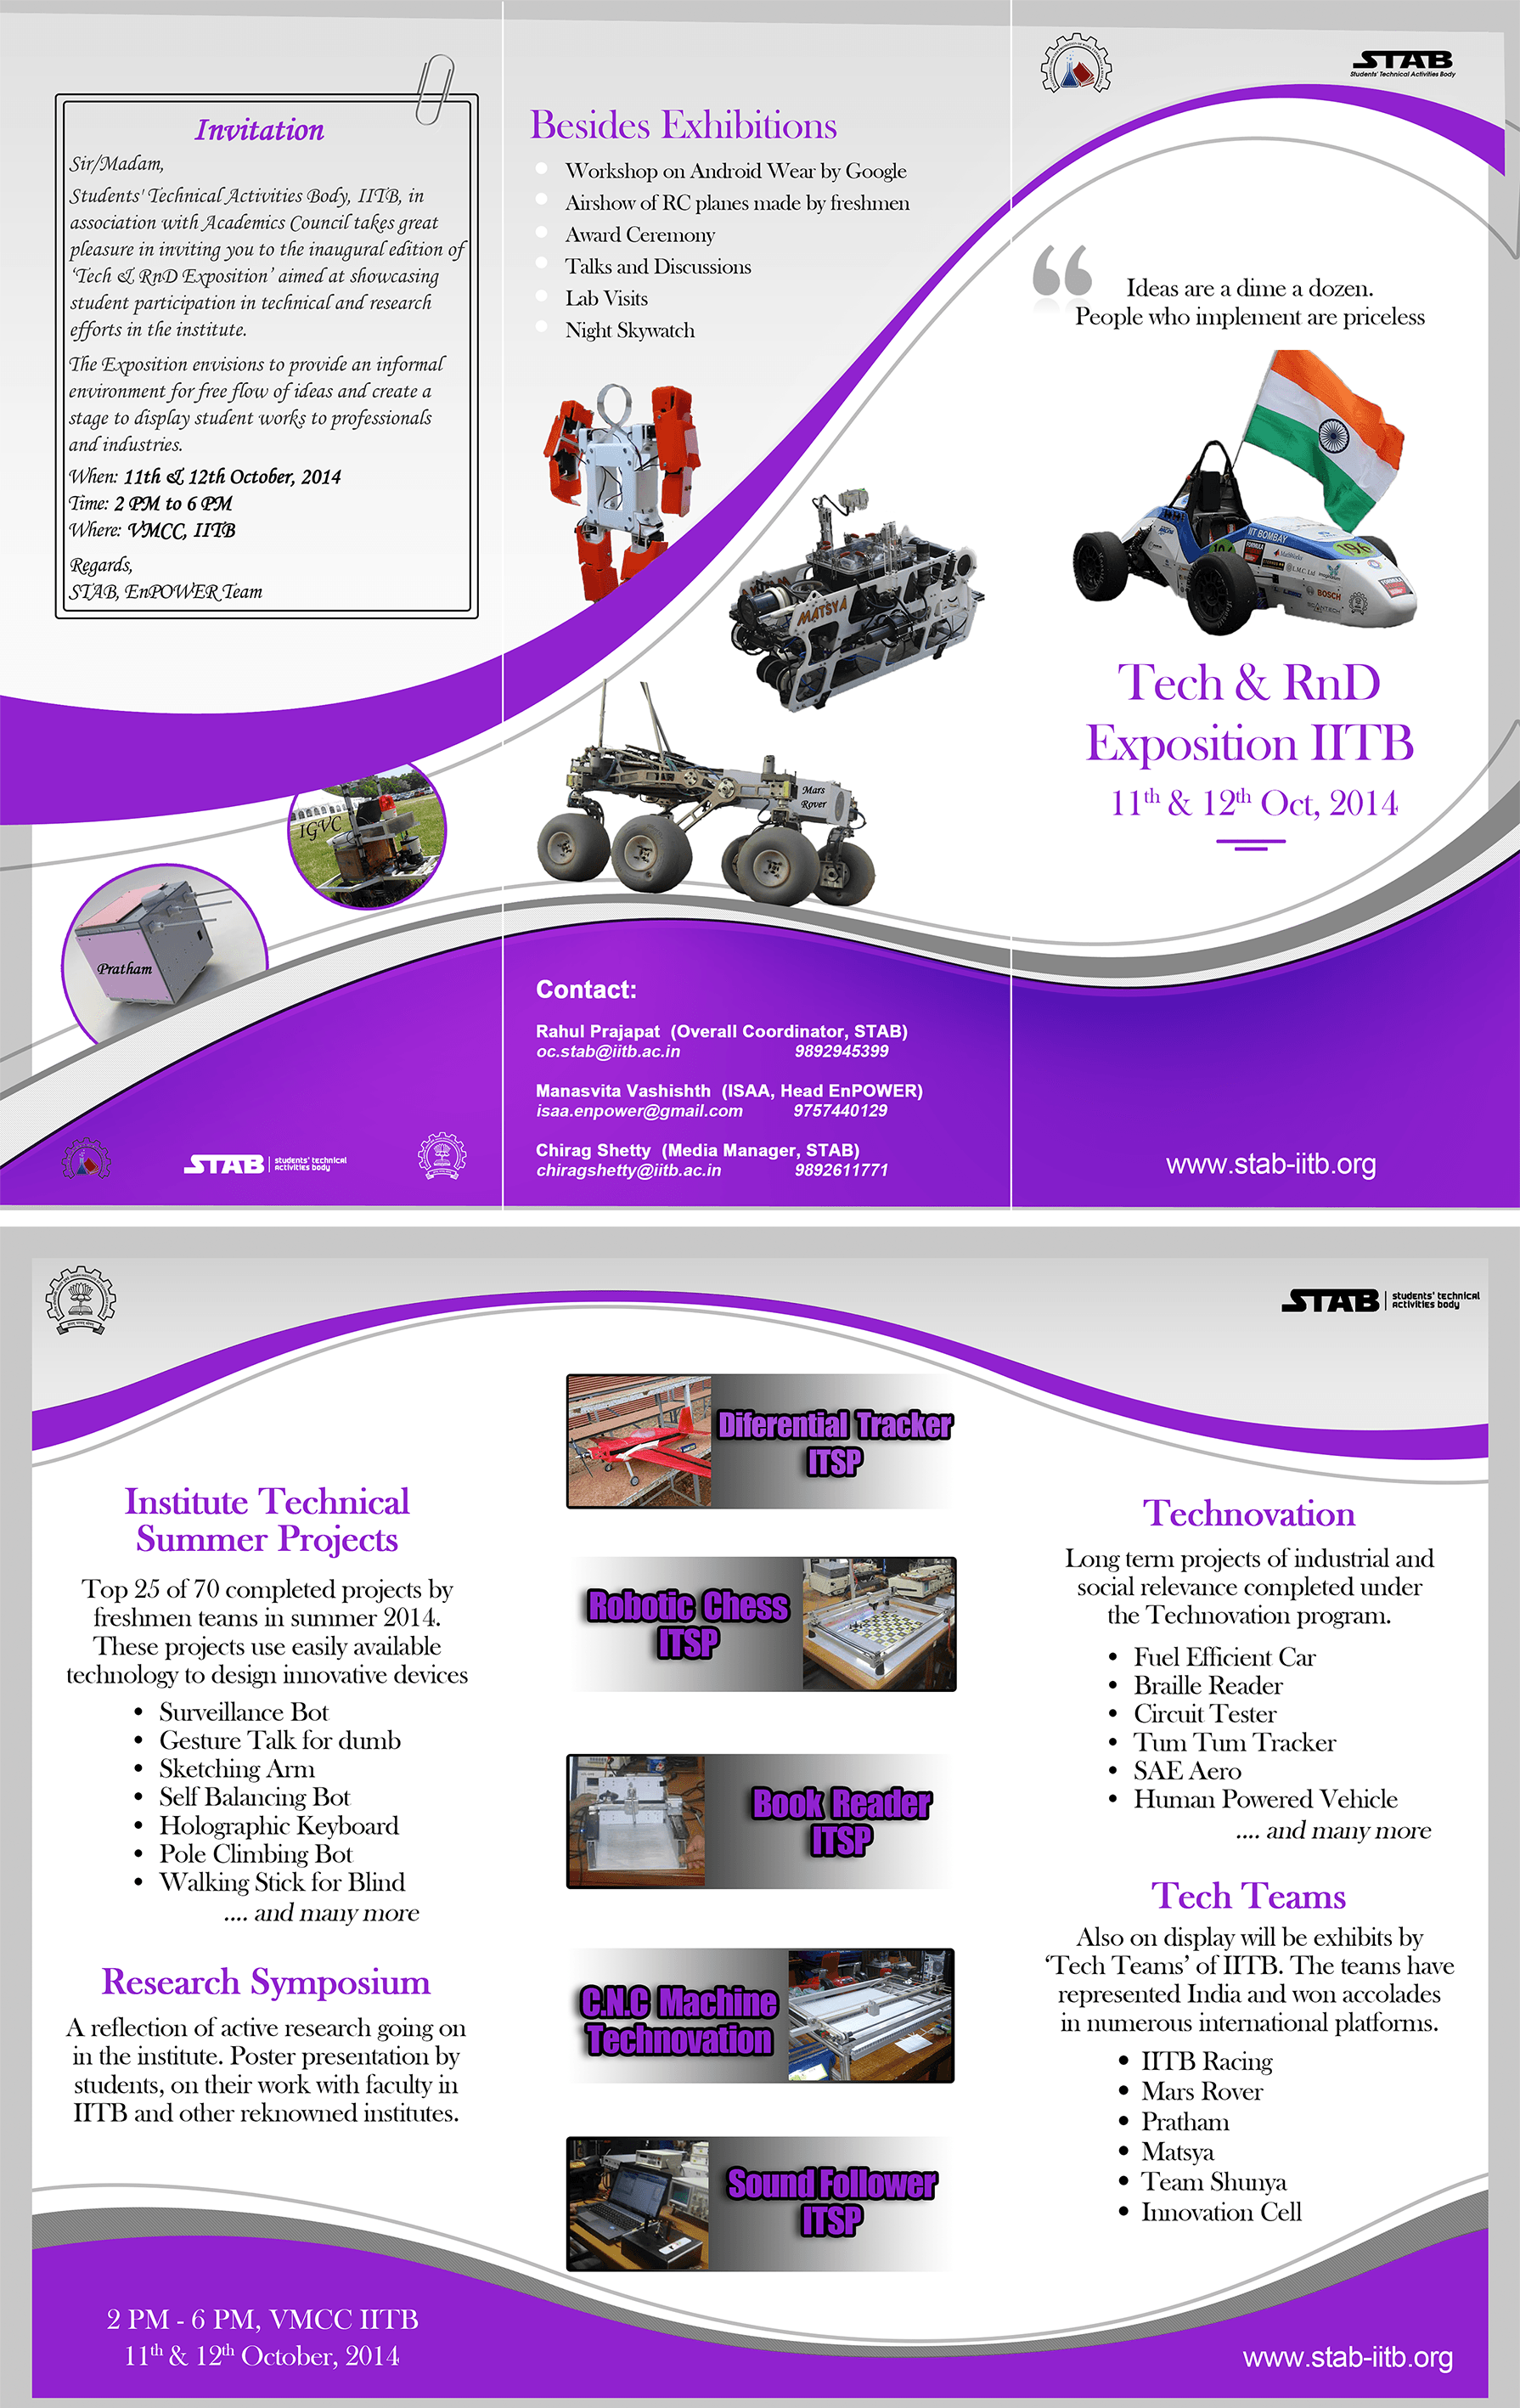 Invitation
Sir/Madam,
Students' Technical Activities Body, IITB, in
association with Academics Council takes great
pleasure in inviting you to the inaugural edition of
‘Tech & RnD Exposition’ aimed at showcasing
student participation in technical and research
efforts in the institute.
The Exposition envisions to provide an informal
environment for free flow of ideas and create a
stage to display student works to professionals
and industries.
When: 11th & 12th October, 2014
Time: 2 PM to 6 PM
Where: VMCC, IITB
Regards,
STAB, EnPOWER Team
IGVC
Pratham
STAB students' technical
activities body
Besides Exhibitions
Workshop on Android Wear by Google
Airshow of RC planes made by freshmen
Award Ceremony
Talks and Discussions
Lab Visits
Night Skywatch
MATSYA
Mars
Rover
Contact:
Rahul Prajapat (Overall Coordinator, STAB)
oc.stab@iitb.ac.in 9892945399
Manasvita Vashishth (ISAA, Head EnPOWER)
isaa.enpower@gmail.com 9757440129
Chirag Shetty (Media Manager, STAB)
chiragshetty@iitb.ac.in 9892611771
STAB
Students' Technical Activities Body
“
Ideas are a dime a dozen.
People who implement are priceless
IIT BOMBAY
196
BOSCH
Tech & RnD
Exposition IITB
11th & 12th Oct, 2014
www.stab-iitb.org
STAB students' technical
activities body
Institute Technical
Summer Projects
Top 25 of 70 completed projects by
freshmen teams in summer 2014.
These projects use easily available
technology to design innovative devices
• Surveillance Bot
• Gesture Talk for dumb
• Sketching Arm
• Self Balancing Bot
• Holographic Keyboard
• Pole Climbing Bot
• Walking Stick for Blind
.... and many more
Research Symposium
A reflection of active research going on
in the institute. Poster presentation by
students, on their work with faculty in
IITB and other reknowned institutes.
2 PM - 6 PM, VMCC IITB
11th & 12th October, 2014
Diferential Tracker
ITSP
Robotic Chess
ITSP
Book Reader
ITSP
C.N.C Machine
Technovation
Sound Follower
ITSP
Technovation
Long term projects of industrial and
social relevance completed under
the Technovation program.
• Fuel Efficient Car
• Braille Reader
• Circuit Tester
• Tum Tum Tracker
• SAE Aero
• Human Powered Vehicle
.... and many more
Tech Teams
Also on display will be exhibits by
‘Tech Teams’ of IITB. The teams have
represented India and won accolades
in numerous international platforms.
• IITB Racing
• Mars Rover
• Pratham
• Matsya
• Team Shunya
• Innovation Cell
www.stab-iitb.org